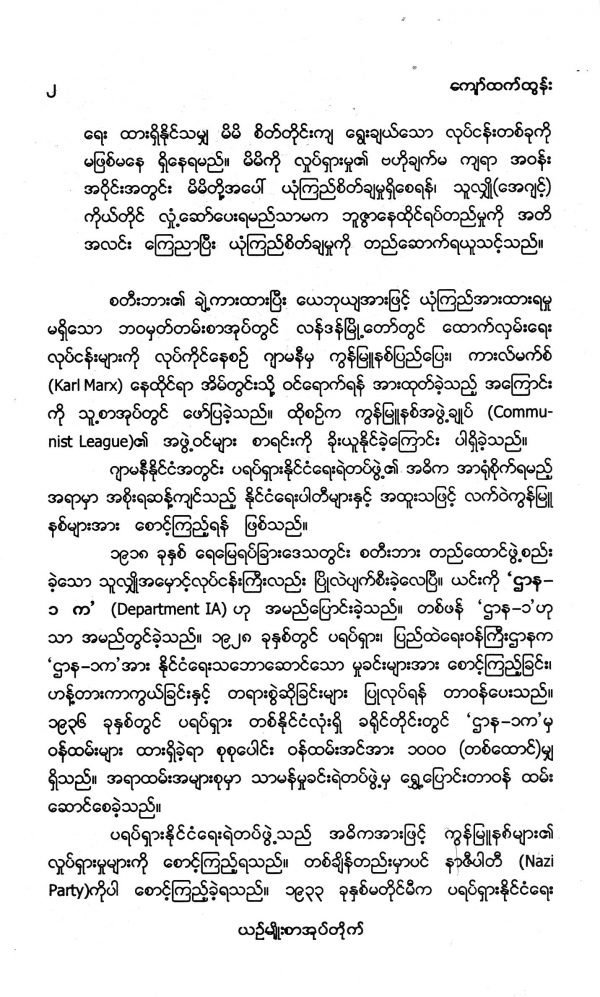 ၂
ကျော်ထက်ထွန်း
ရေး ထားရှိနိုင်သမျှ မိမိ စိတ်တိုင်းကျ ရွေးချယ်သော လုပ်ငန်းတစ်ခုကို
မဖြစ်မနေ ရှိနေရမည်။ မိမိကို လှုပ်ရှားမှု၏ ဗဟိုချက်မ ကျရာ အဝန်း
အဝိုင်းအတွင်း မိမိတို့အပေါ် ယုံကြည်စိတ်ချမှုရှိစေရန်၊ သူလျှို(အေဂျင့်)
ကိုယ်တိုင် လှုံ့ဆော်ပေးရမည်သာမက ဘူဇွာနေထိုင်ရပ်တည်မှုကို အတိ
အလင်း ကြေညာပြီး ယုံကြည်စိတ်ချမှုကို တည်ဆောက်ရယူသင့်သည်။
စတီးဘား၏ ချဲ့ကားထားပြီး ယေဘုယျအားဖြင့် ယုံကြည်အားထားရမှု
မရှိသော ဘဝမှတ်တမ်းစာအုပ်တွင် လန်ဒန်မြို့တော်တွင် ထောက်လှမ်းရေး
လုပ်ငန်းများကို လုပ်ကိုင်နေစဉ် ဂျာမနီမှ ကွန်မြူနစ်ပြည်ပြေး၊ ကားလ်မက်စ်
(Karl Marx) နေထိုင်ရာ အိမ်တွင်းသို့ ဝင်ရောက်ရန် အားထုတ်ခဲ့သည့် အကြောင်း
ကို သူ့စာအုပ်တွင် ဖော်ပြခဲ့သည်။ ထိုစဉ်က ကွန်မြူနစ်အဖွဲ့ချုပ် (Commu-
nist League)၏ အဖွဲ့ဝင်များ စာရင်းကို ခိုးယူနိုင်ခဲ့ကြောင်း ပါရှိခဲ့သည်။
ဂျာမနီနိုင်ငံအတွင်း ပရပ်ရှားနိုင်ငံရေးရဲတပ်ဖွဲ့၏ အဓိက အာရုံစိုက်ရမည့်
အရာမှာ အစိုးရဆန့်ကျင်သည့် နိုင်ငံရေးပါတီများနှင့် အထူးသဖြင့် လက်ဝဲကွန်မြူ
နစ်များအား စောင့်ကြည့်ရန် ဖြစ်သည်။
၁၉၁၈ ခုနှစ် ရေမြေရပ်ခြားဒေသတွင်း စတီးဘား တည်ထောင်ဖွဲ့စည်း
ခဲ့သော သူလျှိုအမှောင့်လုပ်ငန်းကြီးလည်း ပြိုလဲပျက်စီးခဲ့လေပြီ။ ယင်းကို ‘ဌာန–
၁ က’ (Department IA) ဟု အမည်ပြောင်းခဲ့သည်။ တစ်ဖန် ‘ဌာန–၁’ဟု
သာ အမည်တွင်ခဲ့သည်။ ၁၉၂၈ ခုနှစ်တွင် ပရပ်ရှား၊ ပြည်ထဲရေးဝန်ကြီးဌာနက
‘ဌာန–၁က’အား နိုင်ငံရေးသဘောဆောင်သော မှုခင်းများအား စောင့်ကြည့်ခြင်း၊
ဟန့်တားကာကွယ်ခြင်းနှင့် တရားစွဲဆိုခြင်းများ ပြုလုပ်ရန် တာဝန်ပေးသည်။
၁၉၃၆ ခုနှစ်တွင် ပရပ်ရှား တစ်နိုင်ငံလုံးရှိ ခရိုင်တိုင်းတွင် ‘ဌာန–၁က’မှ
ဝန်ထမ်းများ ထားရှိခဲ့ရာ စုစုပေါင်း ဝန်ထမ်းအင်အား ၁၀၀၀ (တစ်ထောင်)မျှ
ရှိသည်။ အရာထမ်းအများစုမှာ သာမန်မှုခင်းရဲတပ်ဖွဲ့မှ ရွှေ့ပြောင်းတာဝန် ထမ်း
ဆောင်စေခဲ့သည်။
ပရပ်ရှားနိုင်ငံရေးရဲတပ်ဖွဲ့သည် အဓိကအားဖြင့် ကွန်မြူနစ်များ၏
လှုပ်ရှားမှုများကို စောင့်ကြည့်ရသည်။ တစ်ချိန်တည်းမှာပင် နာဇီပါတီ (Nazi
Party)ကိုပါ စောင့်ကြည့်ခဲ့ရသည်။ ၁၉၃၃ ခုနှစ်မတိုင်မီက ပရပ်ရှားနိုင်ငံရေး
ယဉ်မျိုးစာအုပ်တိုက်